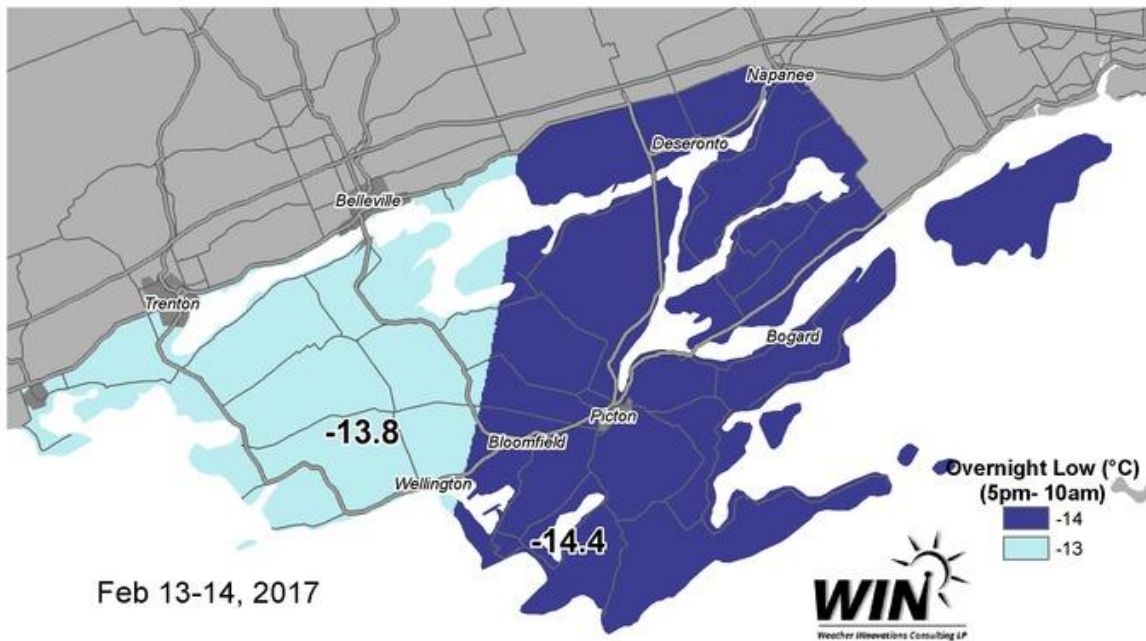 Napanee
Deseronto
Belleville
Trenton
Bogard
Picton
-13.8
Bloomfield
Wellington
Overnight Low (°C)
(5pm- 10am)
-14
-13
-14.4
Feb 13-14, 2017
WIN
Weather INnovations Consulting LP